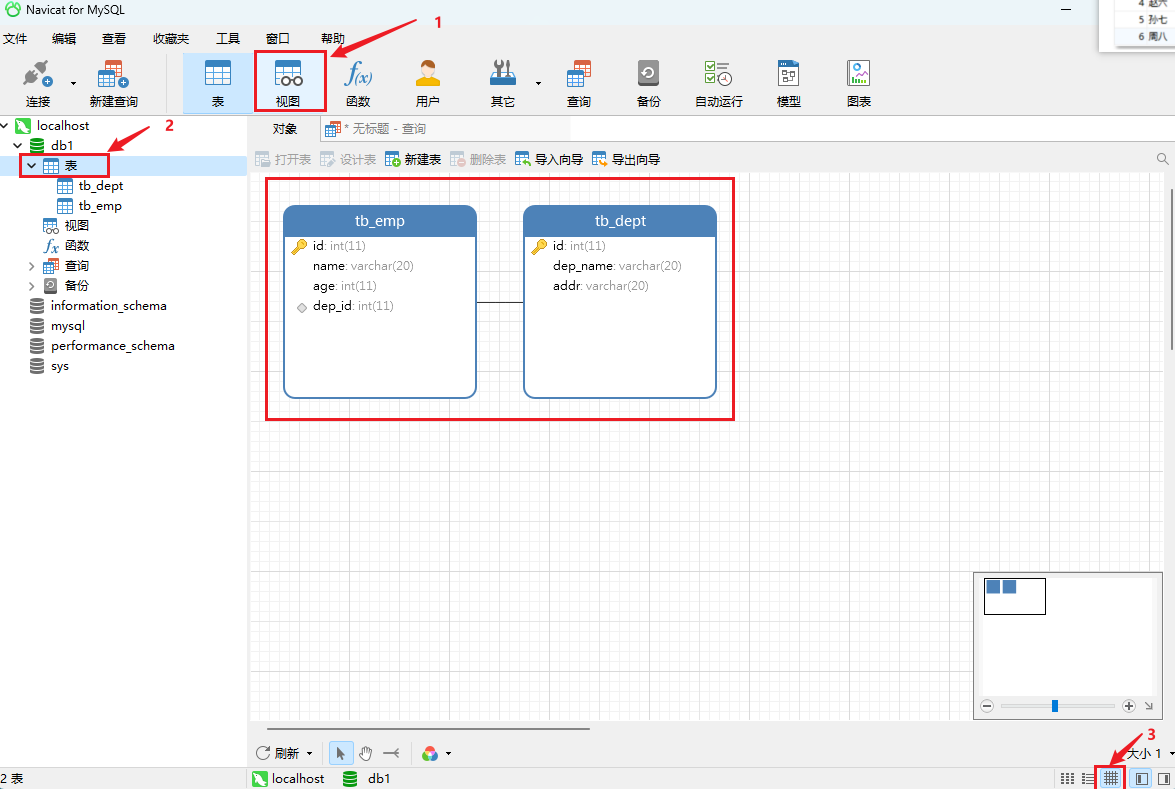 Navicat for MySQL
4 赵六
5 孙七
6 周八
文件 编辑 查看 收藏夹 工具 窗口 帮助
1
连接 新建查询 表 视图 函数 用户 其它 查询 备份 自动运行 模型 图表
localhost
2
db1
表
tb_dept
tb_emp
视图
函数
查询
备份
information_schema
mysql
performance_schema
sys
对象 * 无标题 - 查询
打开表 设计表 新建表 删除表 导入向导 导出向导
tb_emp
id: int(11)
name: varchar(20)
age: int(11)
dep_id: int(11)
tb_dept
id: int(11)
dep_name: varchar(20)
addr: varchar(20)
3
刷新 大小 1
2 表 localhost db1